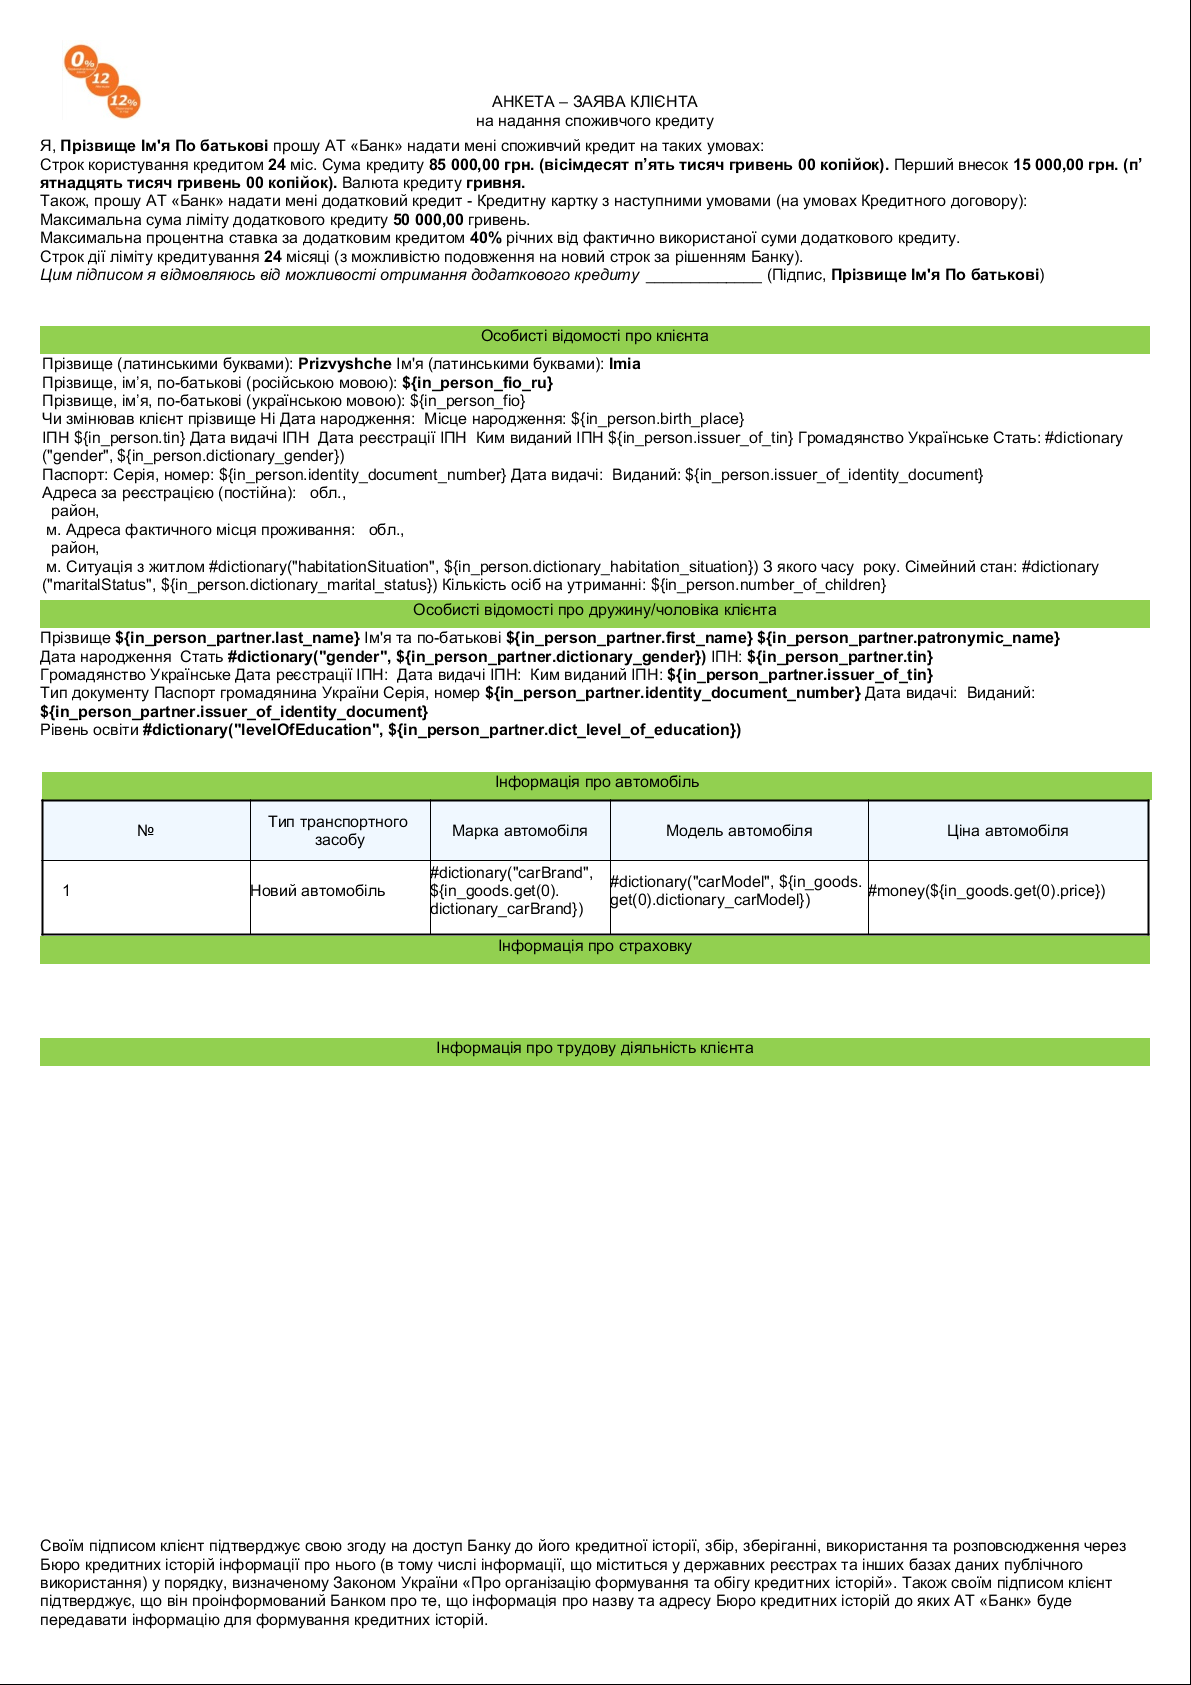 0%
12
12%
АНКЕТА – ЗАЯВА КЛІЄНТА
на надання споживчого кредиту
Я, Прізвище Ім'я По батькові прошу АТ «Банк» надати мені споживчий кредит на таких умовах:
Строк користування кредитом 24 міс. Сума кредиту 85 000,00 грн. (вісімдесят п’ять тисяч гривень 00 копійок). Перший внесок 15 000,00 грн. (п’
ятнадцять тисяч гривень 00 копійок). Валюта кредиту гривня.
Також, прошу АТ «Банк» надати мені додатковий кредит - Кредитну картку з наступними умовами (на умовах Кредитного договору):
Максимальна сума ліміту додаткового кредиту 50 000,00 гривень.
Максимальна процентна ставка за додатковим кредитом 40% річних від фактично використаної суми додаткового кредиту.
Строк дії ліміту кредитування 24 місяці (з можливістю подовження на новий строк за рішенням Банку).
Цим підписом я відмовляюсь від можливості отримання додаткового кредиту _____________ (Підпис, Прізвище Ім'я По батькові)
Особисті відомості про клієнта
Прізвище (латинськими буквами): Prizvyshche Ім'я (латинськими буквами): Imia
Прізвище, ім’я, по-батькові (російською мовою): ${in_person_fio_ru}
Прізвище, ім’я, по-батькові (українською мовою): ${in_person_fio}
Чи змінював клієнт прізвище Ні Дата народження:  Місце народження: ${in_person.birth_place}
ІПН ${in_person.tin} Дата видачі ІПН  Дата реєстрації ІПН  Ким виданий ІПН ${in_person.issuer_of_tin} Громадянство Українське Стать: #dictionary
("gender", ${in_person.dictionary_gender})
Паспорт: Серія, номер: ${in_person.identity_document_number} Дата видачі:  Виданий: ${in_person.issuer_of_identity_document}
Адреса за реєстрацією (постійна):   обл.,
район,
м. Адреса фактичного місця проживання:   обл.,
район,
м. Ситуація з житлом #dictionary("habitationSituation", ${in_person.dictionary_habitation_situation}) З якого часу  року. Сімейний стан: #dictionary
("maritalStatus", ${in_person.dictionary_marital_status}) Кількість осіб на утриманні: ${in_person.number_of_children}
Особисті відомості про дружину/чоловіка клієнта
Прізвище ${in_person_partner.last_name} Ім'я та по-батькові ${in_person_partner.first_name} ${in_person_partner.patronymic_name}
Дата народження  Стать #dictionary("gender", ${in_person_partner.dictionary_gender}) ІПН: ${in_person_partner.tin}
Громадянство Українське Дата реєстрації ІПН:  Дата видачі ІПН:  Ким виданий ІПН: ${in_person_partner.issuer_of_tin}
Тип документу Паспорт громадянина України Серія, номер ${in_person_partner.identity_document_number} Дата видачі:  Виданий:
${in_person_partner.issuer_of_identity_document}
Рівень освіти #dictionary("levelOfEducation", ${in_person_partner.dict_level_of_education})
Інформація про автомобіль
№
Тип транспортного
засобу
Марка автомобіля
Модель автомобіля
Ціна автомобіля
1
Новий автомобіль
#dictionary("carBrand",
${in_goods.get(0).
dictionary_carBrand})
#dictionary("carModel", ${in_goods.
get(0).dictionary_carModel})
#money(${in_goods.get(0).price})
Інформація про страховку
Інформація про трудову діяльність клієнта
Своїм підписом клієнт підтверджує свою згоду на доступ Банку до його кредитної історії, збір, зберіганні, використання та розповсюдження через
Бюро кредитних історій інформації про нього (в тому числі інформації, що міститься у державних реєстрах та інших базах даних публічного
використання) у порядку, визначеному Законом України «Про організацію формування та обігу кредитних історій». Також своїм підписом клієнт
підтверджує, що він проінформований Банком про те, що інформація про назву та адресу Бюро кредитних історій до яких АТ «Банк» буде
передавати інформацію для формування кредитних історій.